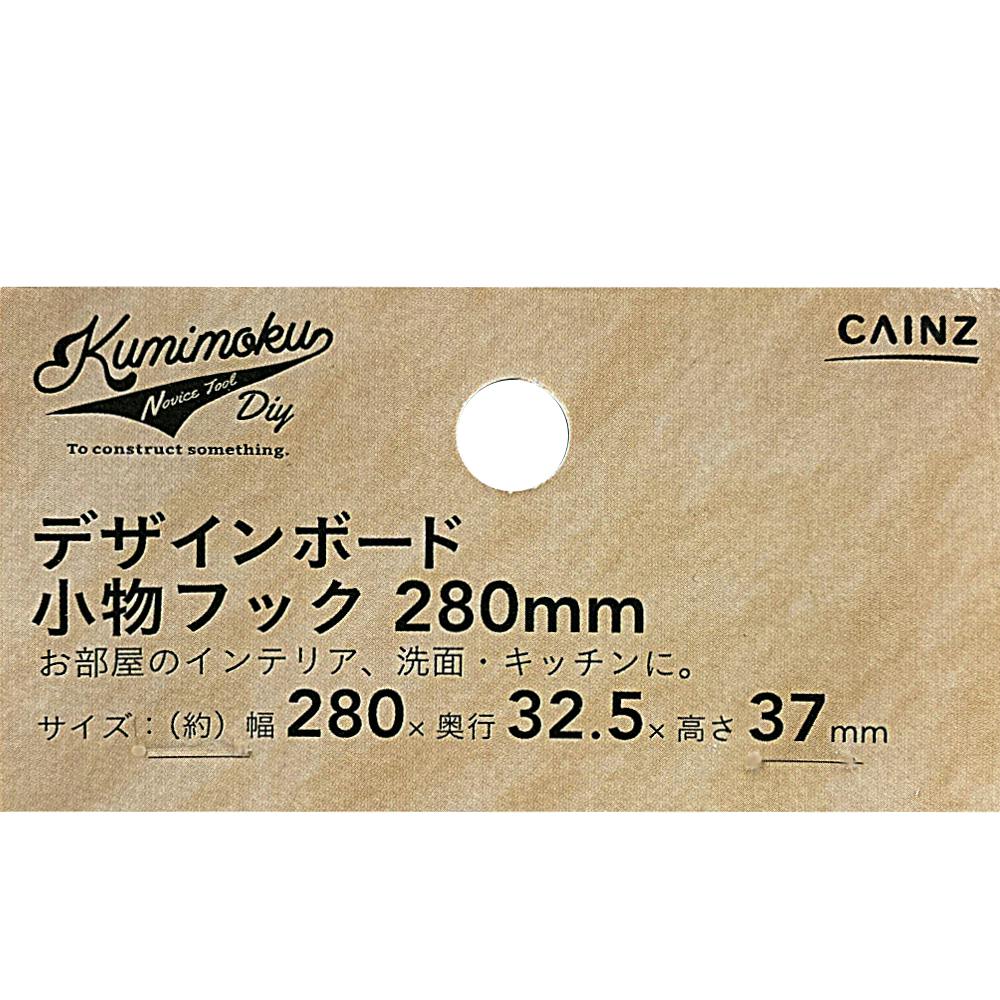 Kumimoku
Novice Tool
Diy
To construct something.
CAINZ
デザインボード
小物フック 280mm
お部屋のインテリア、洗面・キッチンに。
サイズ：（約）幅 280× 奥行 32.5× 高さ 37mm